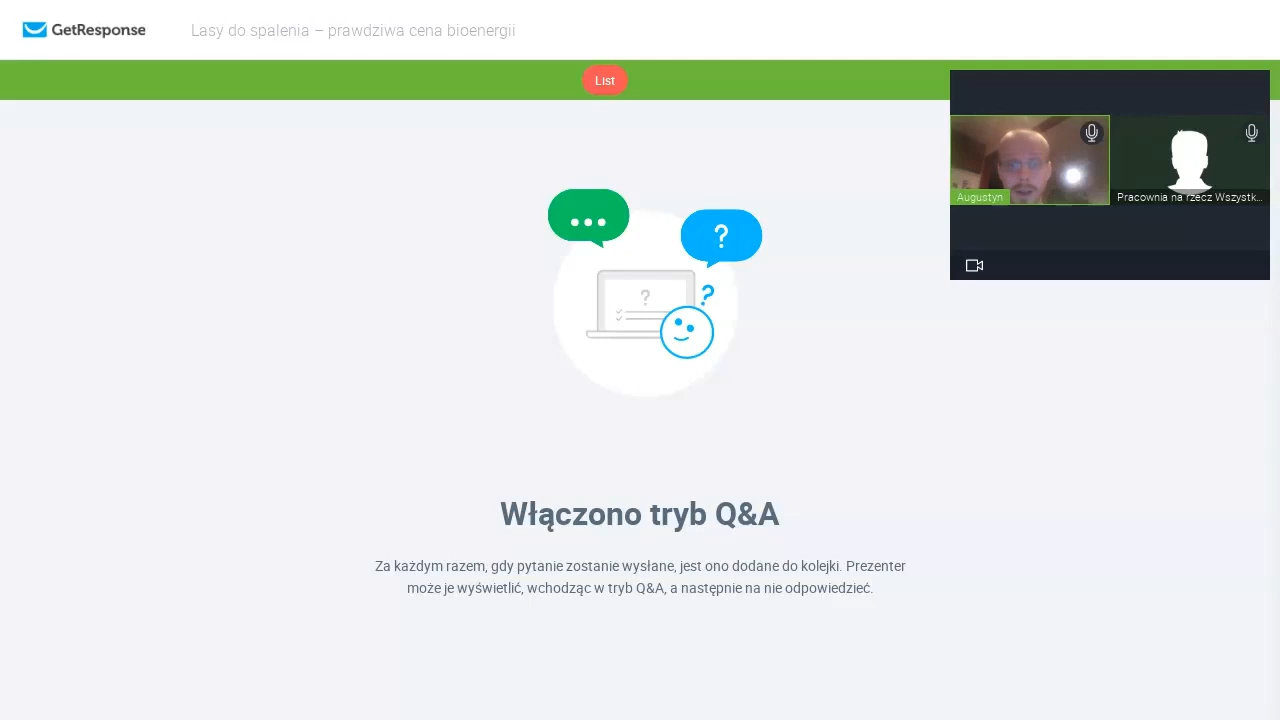 GetResponse
Lasy do spalenia – prawdziwa cena bioenergii
List
Augustyn
Pracownia na rzecz Wszystk...
Włączono tryb Q&A
Za każdym razem, gdy pytanie zostanie wysłane, jest ono dodane do kolejki. Prezenter
może je wyświetlić, wchodząc w tryb Q&A, a następnie na nie odpowiedzieć.